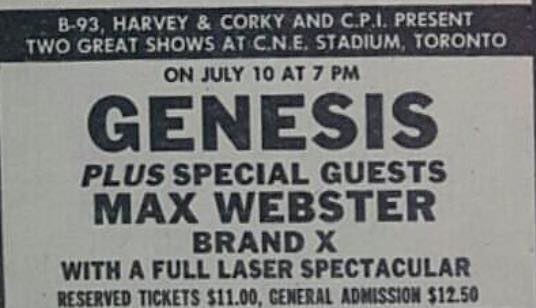 B-93, HARVEY & CORKY AND C.P.I. PRESENT
TWO GREAT SHOWS AT C.N.E. STADIUM, TORONTO
ON JULY 10 AT 7 PM
GENESIS
PLUS SPECIAL GUESTS
MAX WEBSTER
BRAND X
WITH A FULL LASER SPECTACULAR
RESERVED TICKETS $11.00, GENERAL ADMISSION $12.50